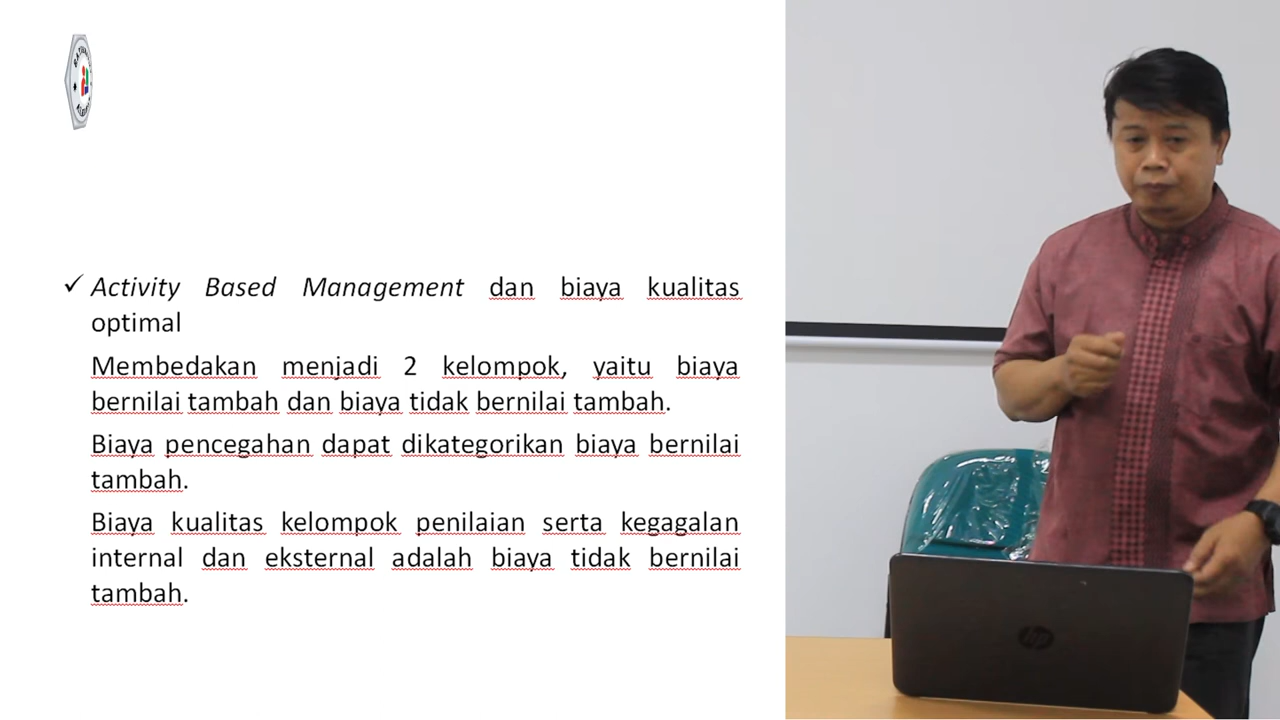 Activity Based Management dan biaya kualitas
optimal
Membedakan menjadi 2 kelompok, yaitu biaya
bernilai tambah dan biaya tidak bernilai tambah.
Biaya pencegahan dapat dikategorikan biaya bernilai
tambah.
Biaya kualitas kelompok penilaian serta kegagalan
internal dan eksternal adalah biaya tidak bernilai
tambah.
hp